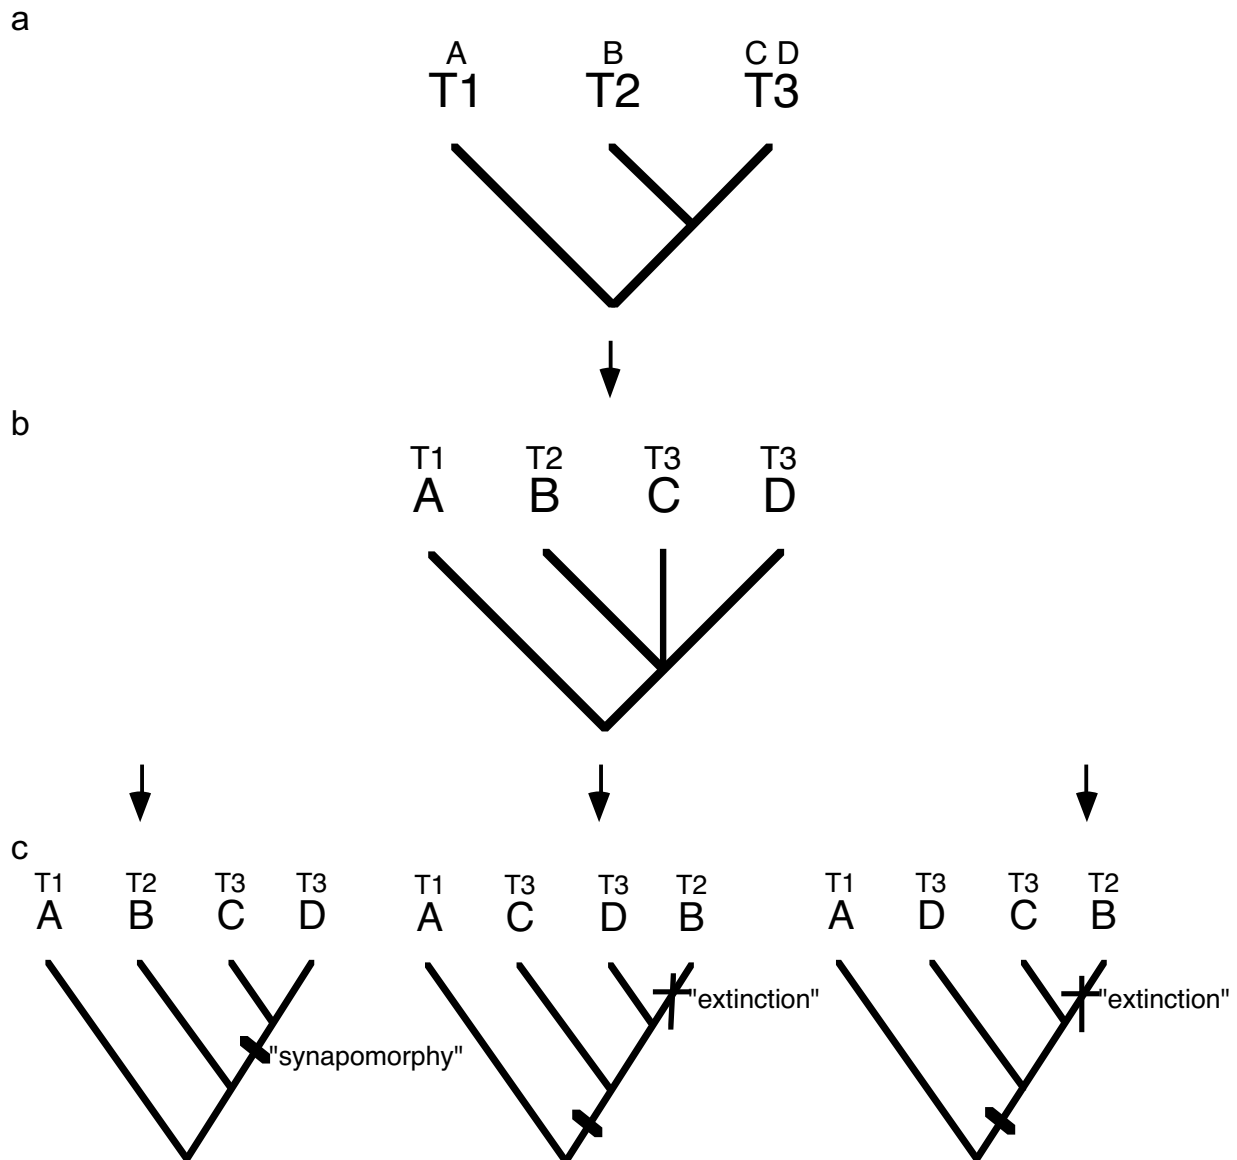 a
A B C D
T1 T2 T3
b
T1 T2 T3 T3
A B C D
c
T1 T2 T3 T3 T1 T3 T3 T2 T1 T3 T3 T2
A B C D A C D B A D C B
"extinction" "extinction"
"synapomorphy"